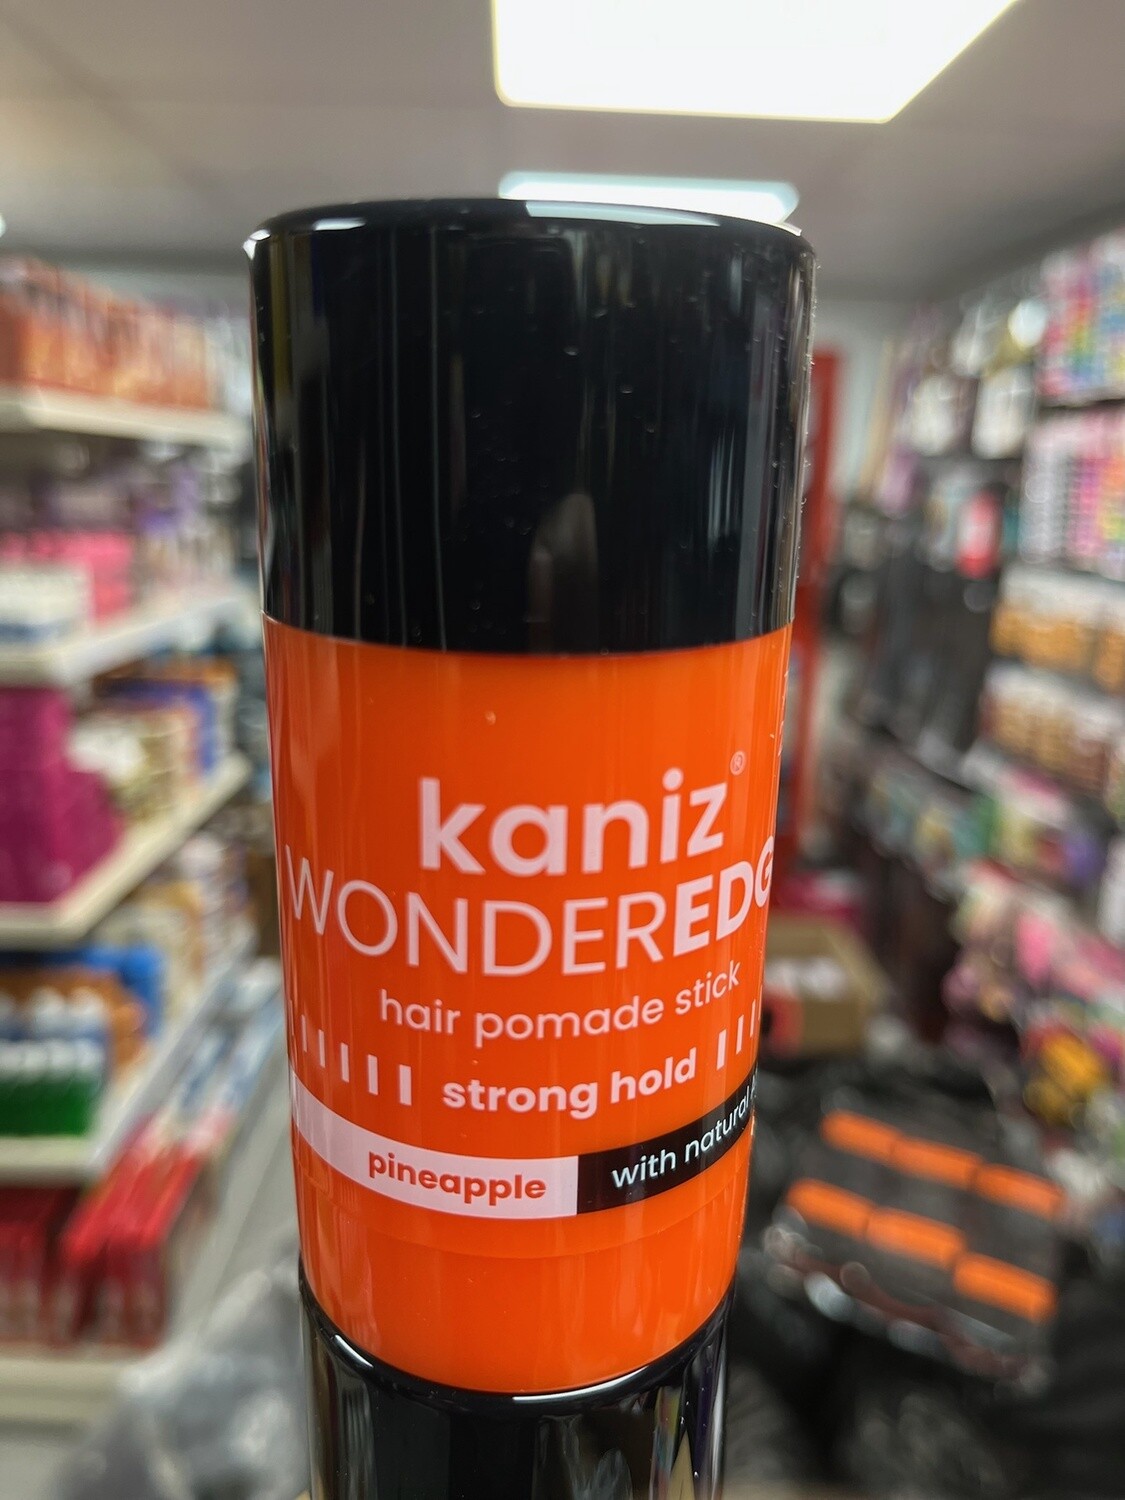 kaniz®
WONDEREDG
hair pomade stick
strong hold
pineapple
with natural